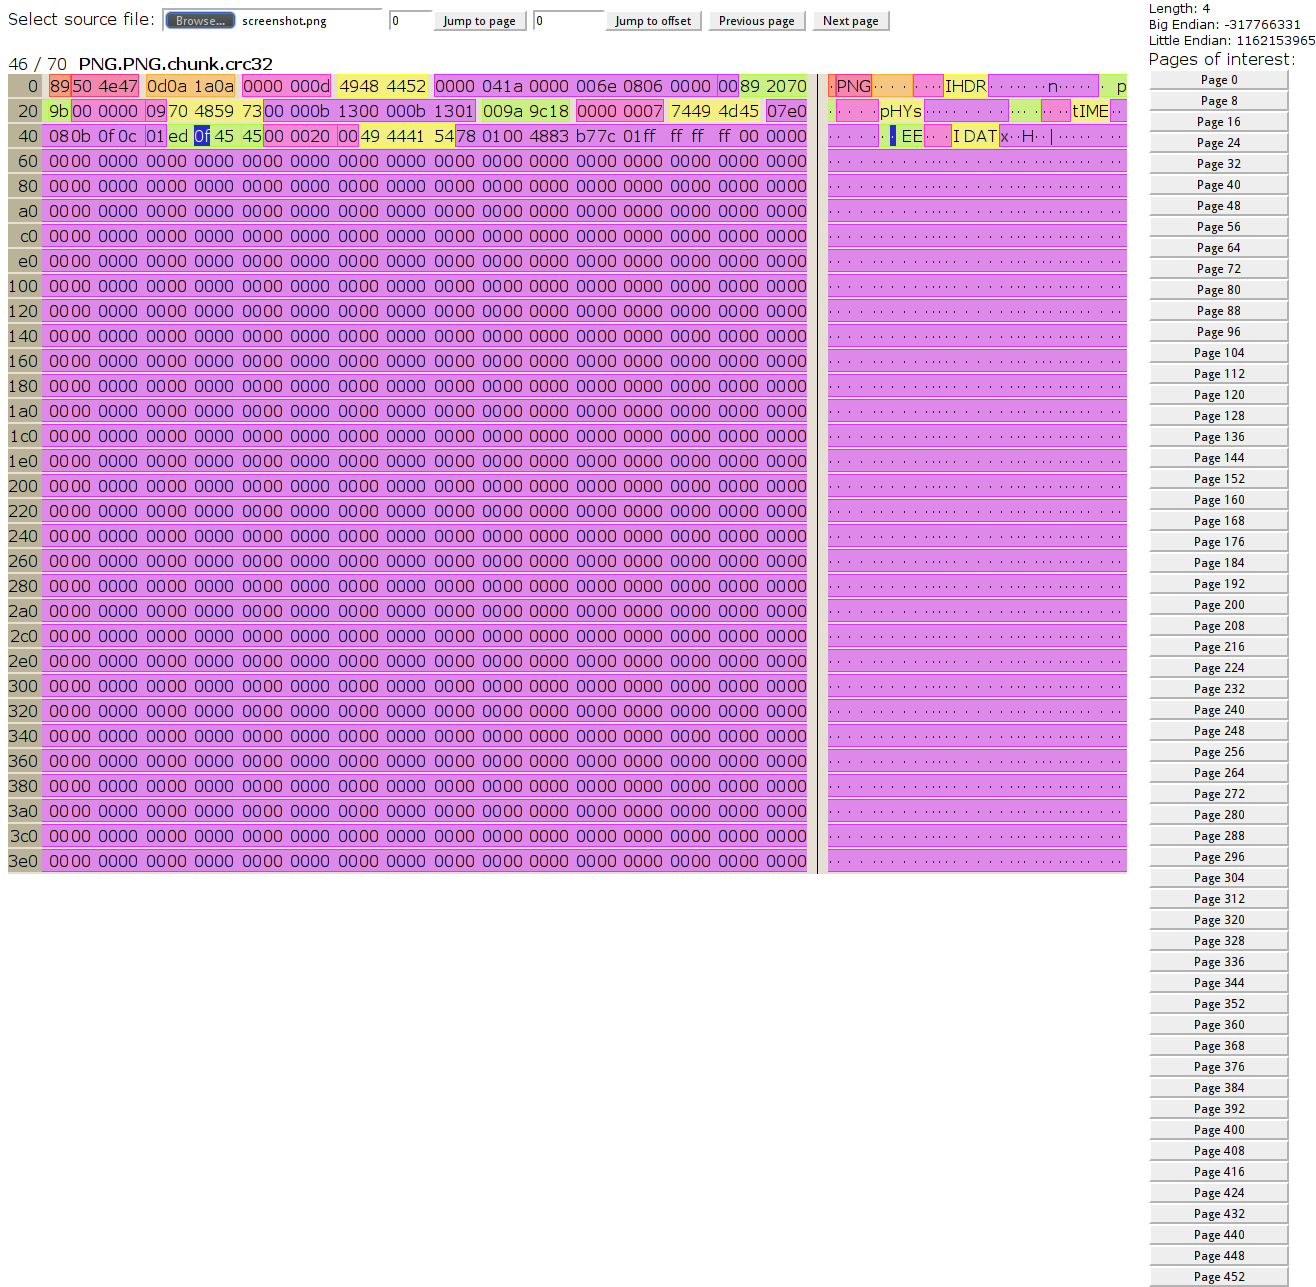 Select source file: Browse... screenshot.png 0 Jump to page 0 Jump to offset Previous page Next page
Length: 4
Big Endian: -317766331
Little Endian: 1162153965
Pages of interest:
46 / 70 PNG.PNG.chunk.crc32
0 8950 4e47 0d0a 1a0a 0000 000d 4948 4452 0000 041a 0000 006e 0806 0000 0089 2070 ·PNG········IHDR·······n·······p
20 9b00 0000 0970 4859 7300 000b 1300 000b 1301 009a 9c18 0000 0007 7449 4d45 07e0 ·····pHYs···············tIME··
40 080b 0f0c 01ed 0f45 4500 0020 0049 4441 5478 0100 4883 b77c 01ff ffff ff00 0000 ·······EE····IDATx··H··|········
60 0000 0000 0000 0000 0000 0000 0000 0000 0000 0000 0000 0000 0000 0000 0000 0000
80 0000 0000 0000 0000 0000 0000 0000 0000 0000 0000 0000 0000 0000 0000 0000 0000
a0 0000 0000 0000 0000 0000 0000 0000 0000 0000 0000 0000 0000 0000 0000 0000 0000
c0 0000 0000 0000 0000 0000 0000 0000 0000 0000 0000 0000 0000 0000 0000 0000 0000
e0 0000 0000 0000 0000 0000 0000 0000 0000 0000 0000 0000 0000 0000 0000 0000 0000
100 0000 0000 0000 0000 0000 0000 0000 0000 0000 0000 0000 0000 0000 0000 0000 0000
120 0000 0000 0000 0000 0000 0000 0000 0000 0000 0000 0000 0000 0000 0000 0000 0000
140 0000 0000 0000 0000 0000 0000 0000 0000 0000 0000 0000 0000 0000 0000 0000 0000
160 0000 0000 0000 0000 0000 0000 0000 0000 0000 0000 0000 0000 0000 0000 0000 0000
180 0000 0000 0000 0000 0000 0000 0000 0000 0000 0000 0000 0000 0000 0000 0000 0000
1a0 0000 0000 0000 0000 0000 0000 0000 0000 0000 0000 0000 0000 0000 0000 0000 0000
1c0 0000 0000 0000 0000 0000 0000 0000 0000 0000 0000 0000 0000 0000 0000 0000 0000
1e0 0000 0000 0000 0000 0000 0000 0000 0000 0000 0000 0000 0000 0000 0000 0000 0000
200 0000 0000 0000 0000 0000 0000 0000 0000 0000 0000 0000 0000 0000 0000 0000 0000
220 0000 0000 0000 0000 0000 0000 0000 0000 0000 0000 0000 0000 0000 0000 0000 0000
240 0000 0000 0000 0000 0000 0000 0000 0000 0000 0000 0000 0000 0000 0000 0000 0000
260 0000 0000 0000 0000 0000 0000 0000 0000 0000 0000 0000 0000 0000 0000 0000 0000
280 0000 0000 0000 0000 0000 0000 0000 0000 0000 0000 0000 0000 0000 0000 0000 0000
2a0 0000 0000 0000 0000 0000 0000 0000 0000 0000 0000 0000 0000 0000 0000 0000 0000
2c0 0000 0000 0000 0000 0000 0000 0000 0000 0000 0000 0000 0000 0000 0000 0000 0000
2e0 0000 0000 0000 0000 0000 0000 0000 0000 0000 0000 0000 0000 0000 0000 0000 0000
300 0000 0000 0000 0000 0000 0000 0000 0000 0000 0000 0000 0000 0000 0000 0000 0000
320 0000 0000 0000 0000 0000 0000 0000 0000 0000 0000 0000 0000 0000 0000 0000 0000
340 0000 0000 0000 0000 0000 0000 0000 0000 0000 0000 0000 0000 0000 0000 0000 0000
360 0000 0000 0000 0000 0000 0000 0000 0000 0000 0000 0000 0000 0000 0000 0000 0000
380 0000 0000 0000 0000 0000 0000 0000 0000 0000 0000 0000 0000 0000 0000 0000 0000
3a0 0000 0000 0000 0000 0000 0000 0000 0000 0000 0000 0000 0000 0000 0000 0000 0000
3c0 0000 0000 0000 0000 0000 0000 0000 0000 0000 0000 0000 0000 0000 0000 0000 0000
3e0 0000 0000 0000 0000 0000 0000 0000 0000 0000 0000 0000 0000 0000 0000 0000 0000
Page 0
Page 8
Page 16
Page 24
Page 32
Page 40
Page 48
Page 56
Page 64
Page 72
Page 80
Page 88
Page 96
Page 104
Page 112
Page 120
Page 128
Page 136
Page 144
Page 152
Page 160
Page 168
Page 176
Page 184
Page 192
Page 200
Page 208
Page 216
Page 224
Page 232
Page 240
Page 248
Page 256
Page 264
Page 272
Page 280
Page 288
Page 296
Page 304
Page 312
Page 320
Page 328
Page 336
Page 344
Page 352
Page 360
Page 368
Page 376
Page 384
Page 392
Page 400
Page 408
Page 416
Page 424
Page 432
Page 440
Page 448
Page 452